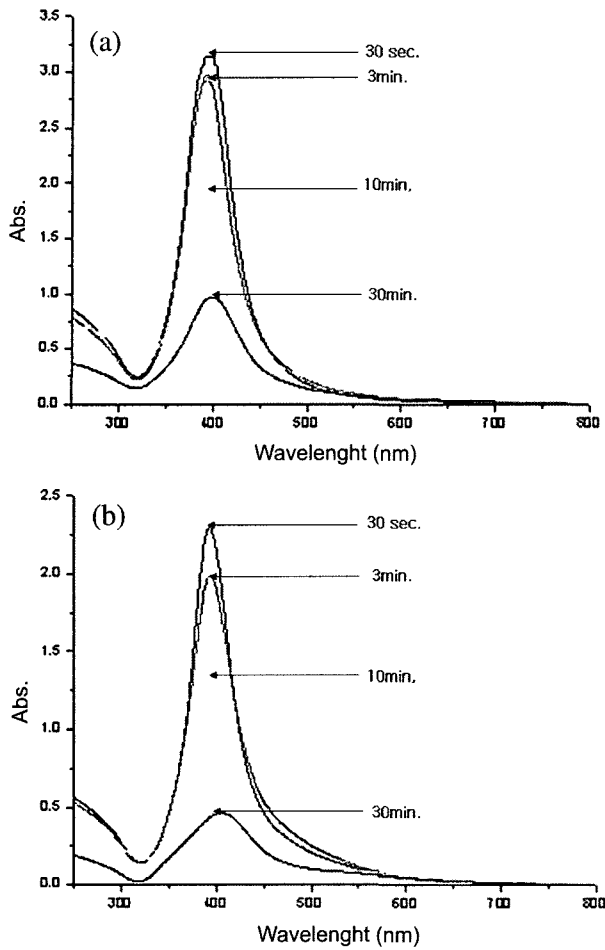 (a)
3.5
3.0
2.5
2.0
1.5
1.0
0.5
0.0
Abs.
30 sec.
3min.
10min.
30min.
300 400 500 600 700 800
Wavelenght (nm)
(b)
2.5
2.0
1.5
1.0
0.5
0.0
Abs.
30 sec.
3min.
10min.
30min.
300 400 500 600 700 800
Wavelenght (nm)